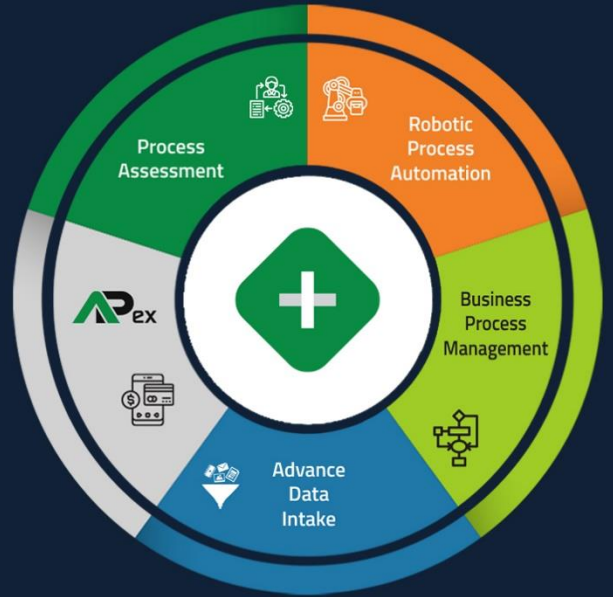 Process
Assessment
Robotic
Process
Automation
APex
Business
Process
Management
$
Advance
Data
Intake